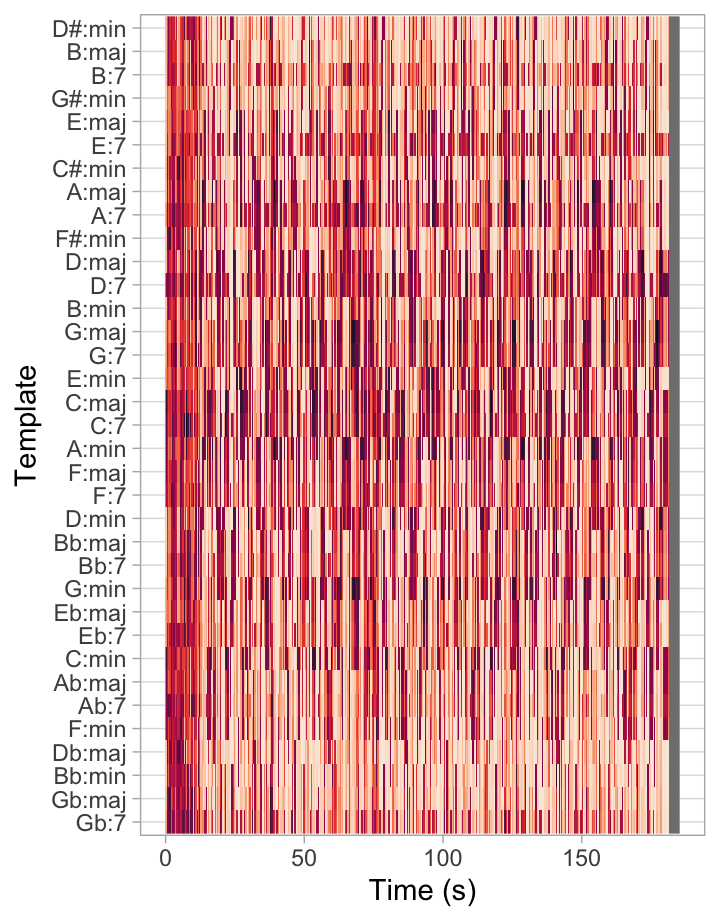 D#:min
B:maj
B:7
G#:min
E:maj
E:7
C#:min
A:maj
A:7
F#:min
D:maj
D:7
B:min
G:maj
G:7
E:min
C:maj
C:7
A:min
F:maj
F:7
D:min
Bb:maj
Bb:7
G:min
Eb:maj
Eb:7
C:min
Ab:maj
Ab:7
F:min
Db:maj
Bb:min
Gb:maj
Gb:7
Template
0 50 100 150
Time (s)